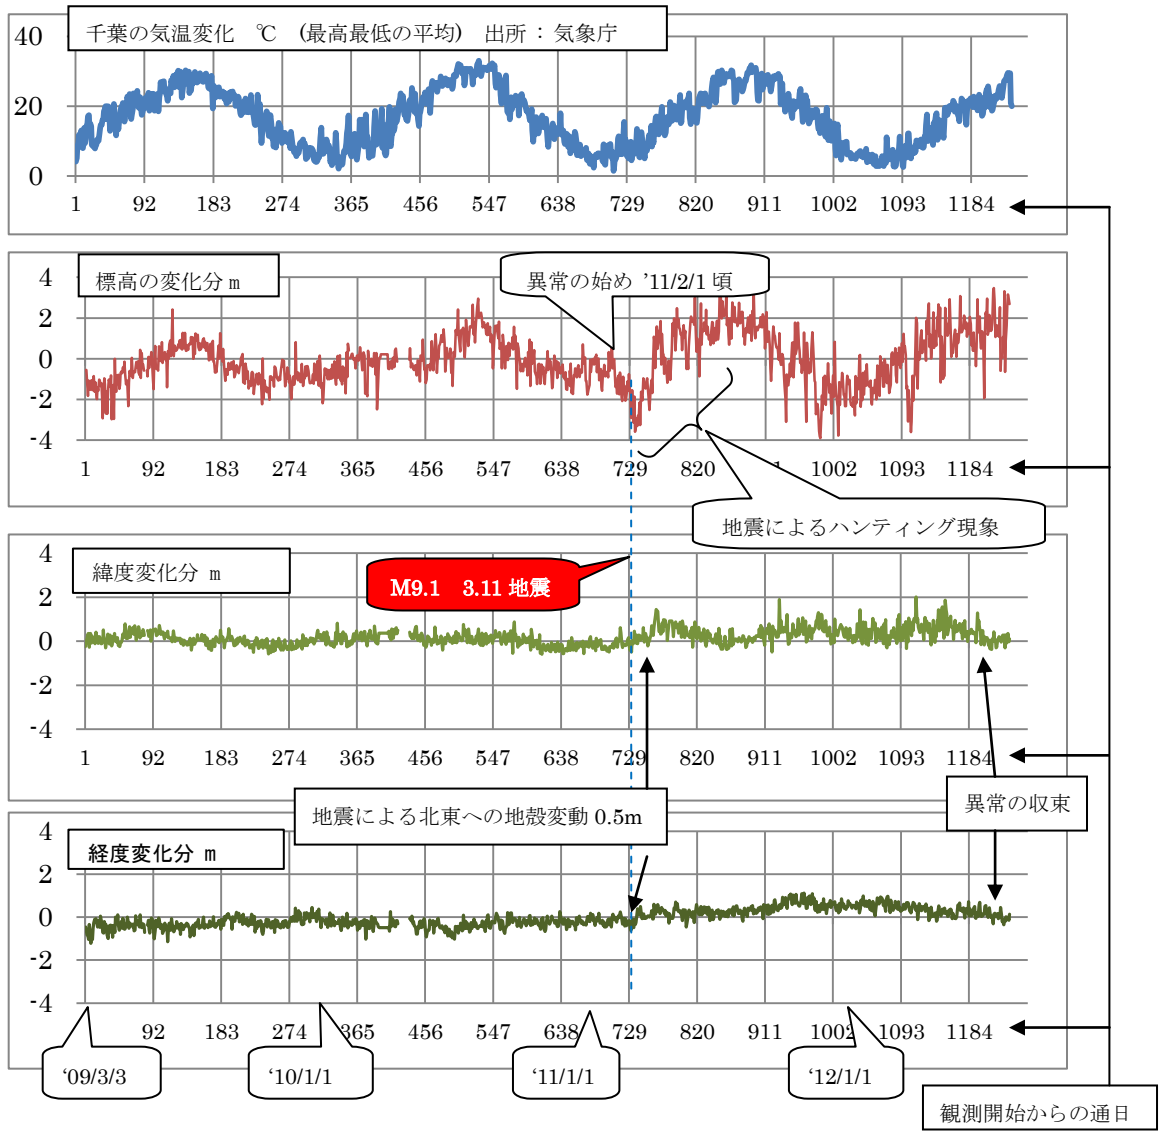 千葉の気温変化　℃　(最高最低の平均)　出所：気象庁
40
20
0
1 92 183 274 365 456 547 638 729 820 911 1002 1093 1184
標高の変化分 m
異常の始め ’11/2/1 頃
4
2
0
-2
-4
1 92 183 274 365 456 547 638 729 820 1 1002 1093 1184
地震によるハンティング現象
緯度変化分 m
M9.1　3.11 地震
4
2
0
-2
-4
1 92 183 274 365 456 547 638 729 820 911 1002 1093 1184
地震による北東への地殻変動 0.5m
異常の収束
経度変化分 m
4
2
0
-2
-4
92 183 274 365 456 547 638 729 820 911 1002 1093 1184
‘09/3/3
‘10/1/1
‘11/1/1
‘12/1/1
観測開始からの通日